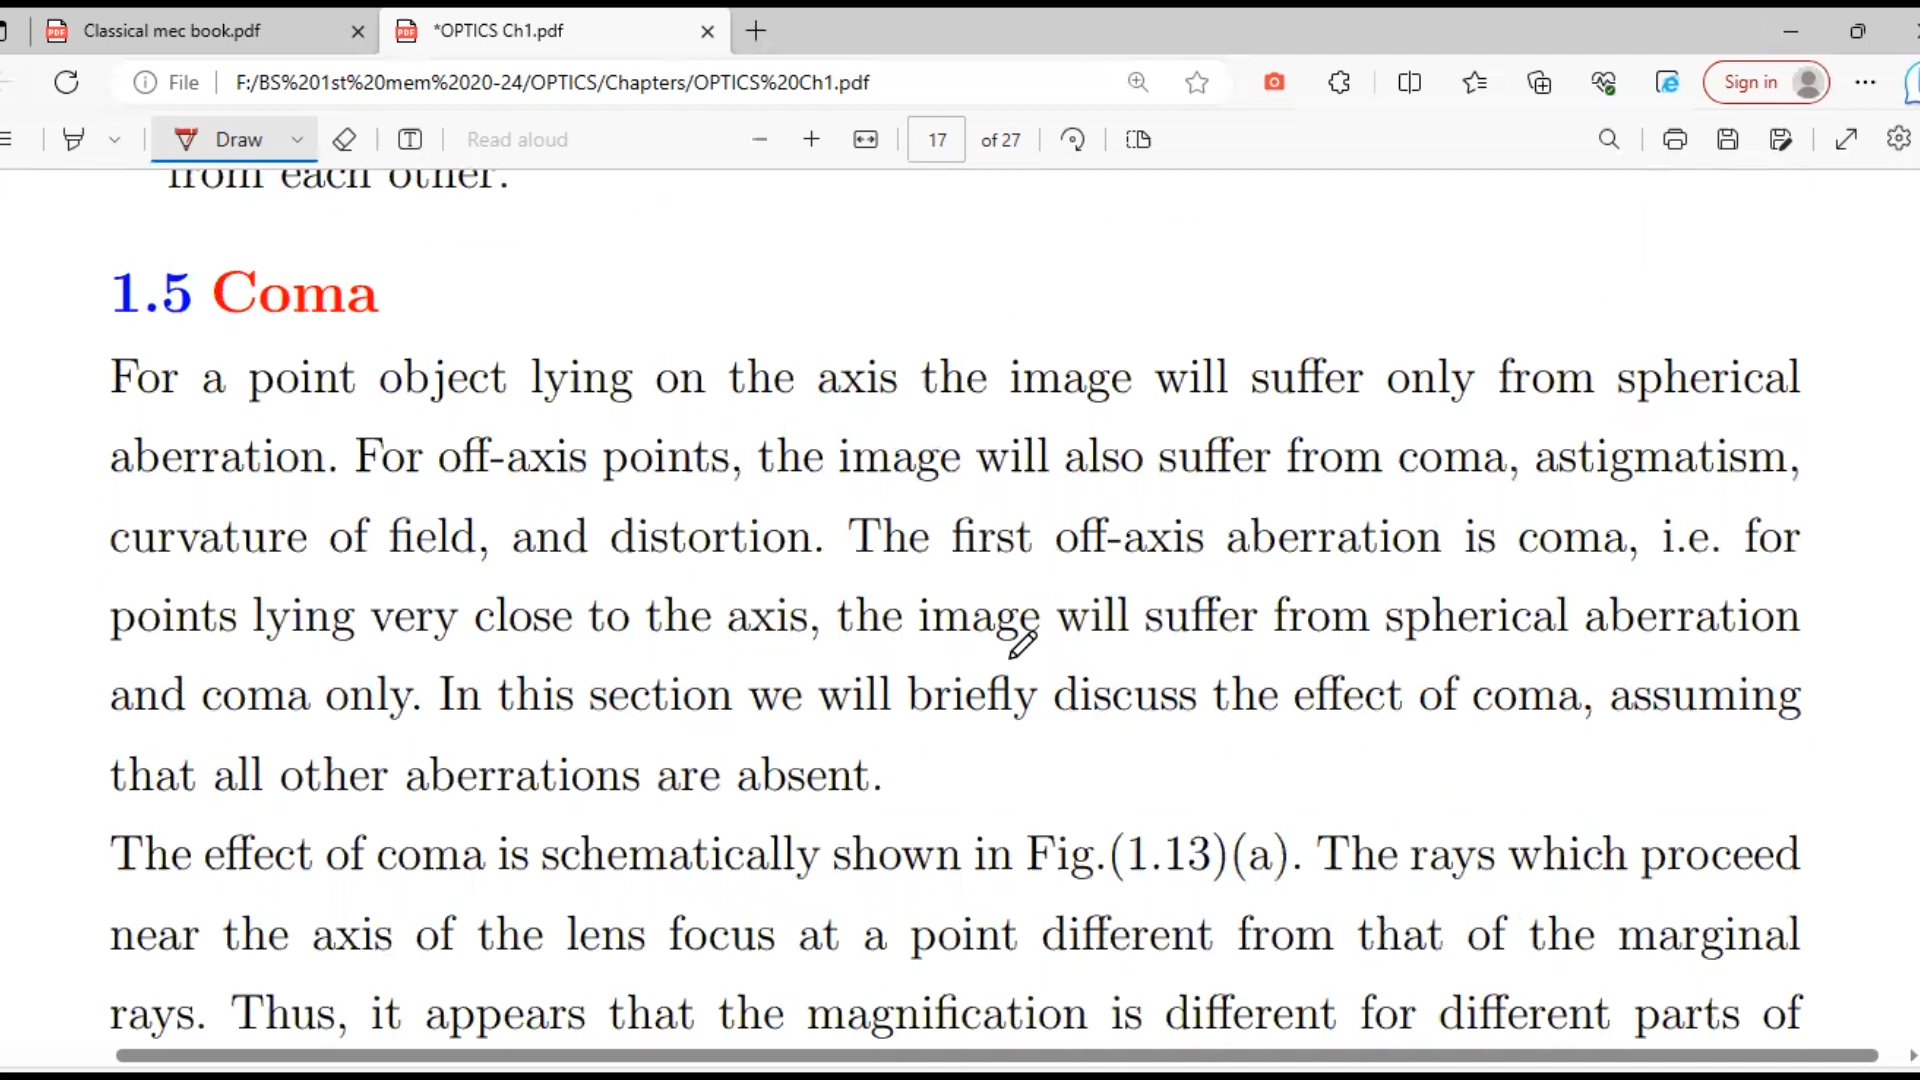 Classical mec book.pdf
*OPTICS Ch1.pdf
File
F:/BS%201st%20mem%2020-24/OPTICS/Chapters/OPTICS%20Ch1.pdf
Sign in
Draw
Read aloud
17
of 27
from each other.
1.5 Coma
For a point object lying on the axis the image will suffer only from spherical
aberration. For off-axis points, the image will also suffer from coma, astigmatism,
curvature of field, and distortion. The first off-axis aberration is coma, i.e. for
points lying very close to the axis, the image will suffer from spherical aberration
and coma only. In this section we will briefly discuss the effect of coma, assuming
that all other aberrations are absent.
The effect of coma is schematically shown in Fig.(1.13)(a). The rays which proceed
near the axis of the lens focus at a point different from that of the marginal
rays. Thus, it appears that the magnification is different for different parts of